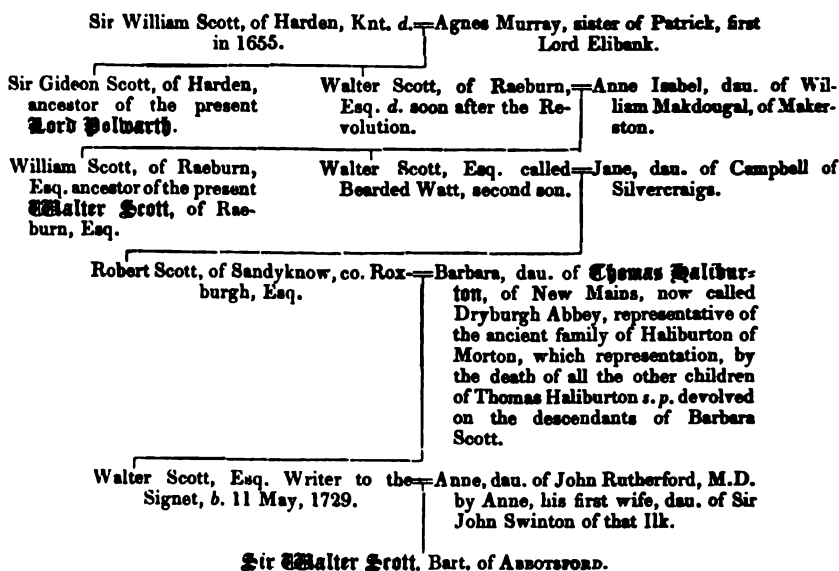 Sir William Scott, of Harden, Knt. d.=Agnes Murray, sister of Patrick, first
in 1655. Lord Elibank.
Sir Gideon Scott, of Harden,
ancestor of the present
Lord Polwarth.
Walter Scott, of Raeburn,=Anne Isabel, dau. of Wil-
Esq. d. soon after the Re- liam Makdougal, of Maker-
volution. ston.
William Scott, of Raeburn,
Esq. ancestor of the present
Walter Scott, of Rae-
burn, Esq.
Walter Scott, Esq. called=Jane, dau. of Campbell of
Bearded Watt, second son. Silvercraigs.
Robert Scott, of Sandyknow, co. Rox-=Barbara, dau. of Thomas Halibur-
burgh, Esq. ton, of New Mains, now called
Dryburgh Abbey, representative of
the ancient family of Haliburton of
Morton, which representation, by
the death of all the other children
of Thomas Haliburton s. p. devolved
on the descendants of Barbara
Scott.
Walter Scott, Esq. Writer to the=Anne, dau. of John Rutherford, M.D.
Signet, b. 11 May, 1729. by Anne, his first wife, dau. of Sir
John Swinton of that Ilk.
Sir Walter Scott, Bart. of ABBOTSFORD.